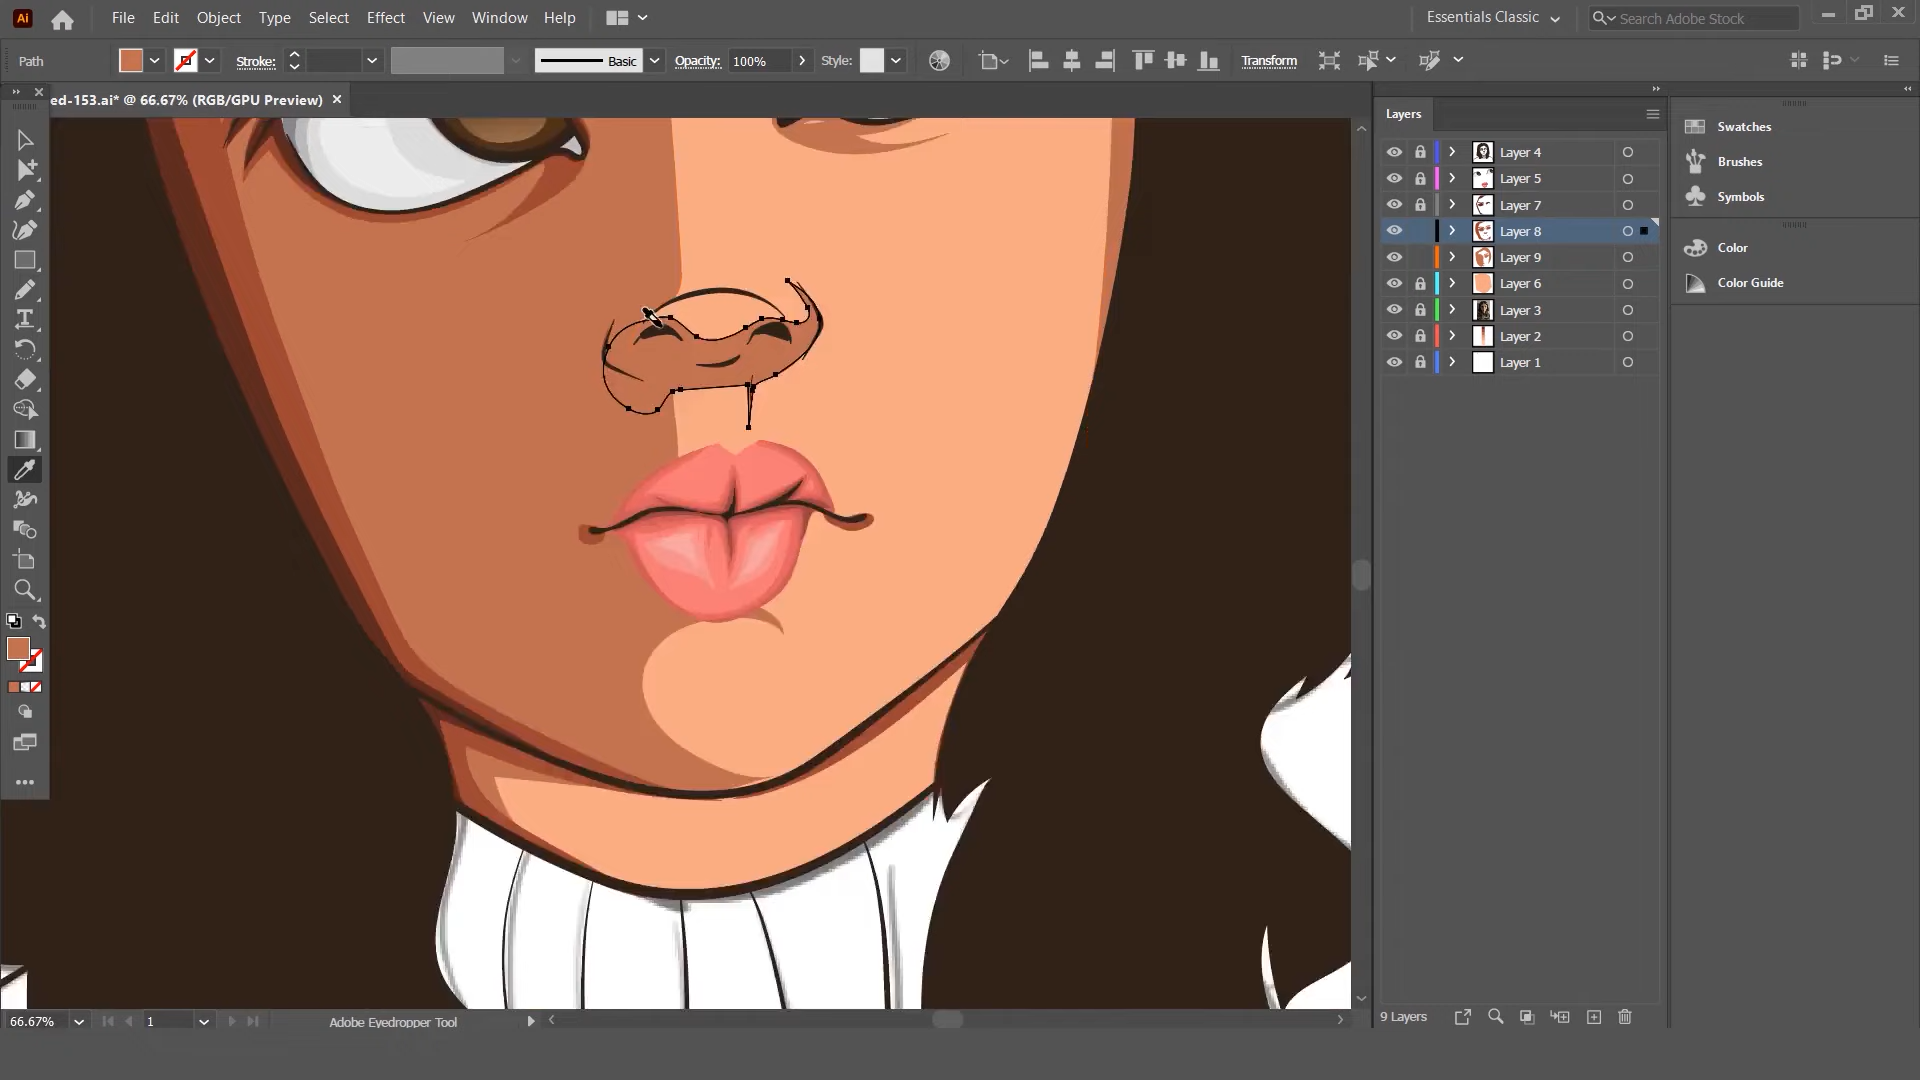 Ai File Edit Object Type Select Effect View Window Help Essentials Classic Search Adobe Stock
Path Stroke: Basic Opacity: 100% Style: Transform
ed-153.ai* @ 66.67% (RGB/GPU Preview)
Layers
Layer 4
Layer 5
Layer 7
Layer 8
Layer 9
Layer 6
Layer 3
Layer 2
Layer 1
9 Layers
Swatches
Brushes
Symbols
Color
Color Guide
66.67% 1 Adobe Eyedropper Tool